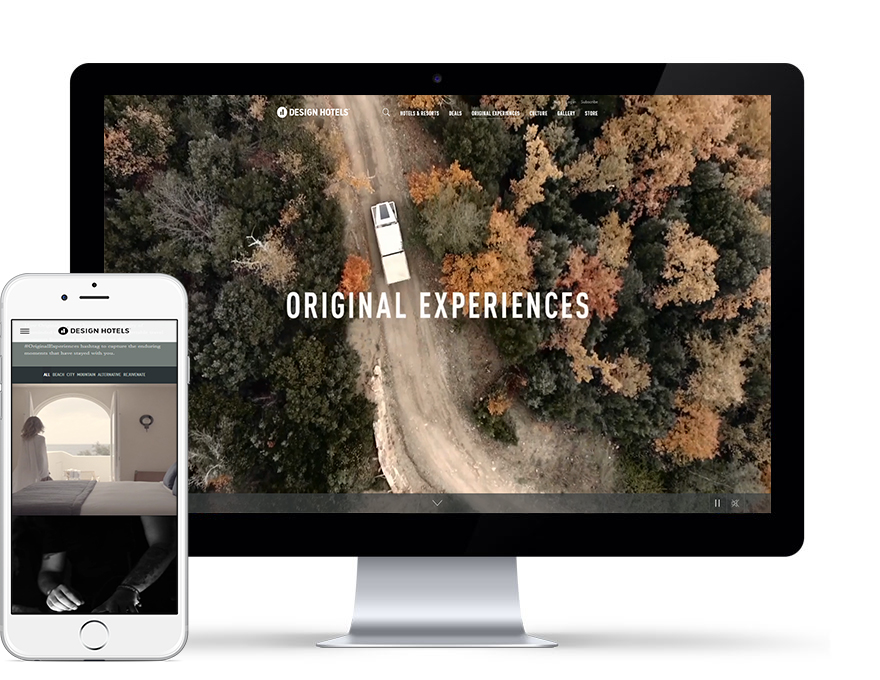 Subscribe
DESIGN HOTELS
HOTELS & RESORTS DEALS ORIGINAL EXPERIENCES CULTURE GALLERY STORE
ORIGINAL EXPERIENCES
DESIGN HOTELS
#OriginalExperiences hashtag to capture the enduring
moments that have stayed with you.
ALL BEACH CITY MOUNTAIN ALTERNATIVE REJUVENATE